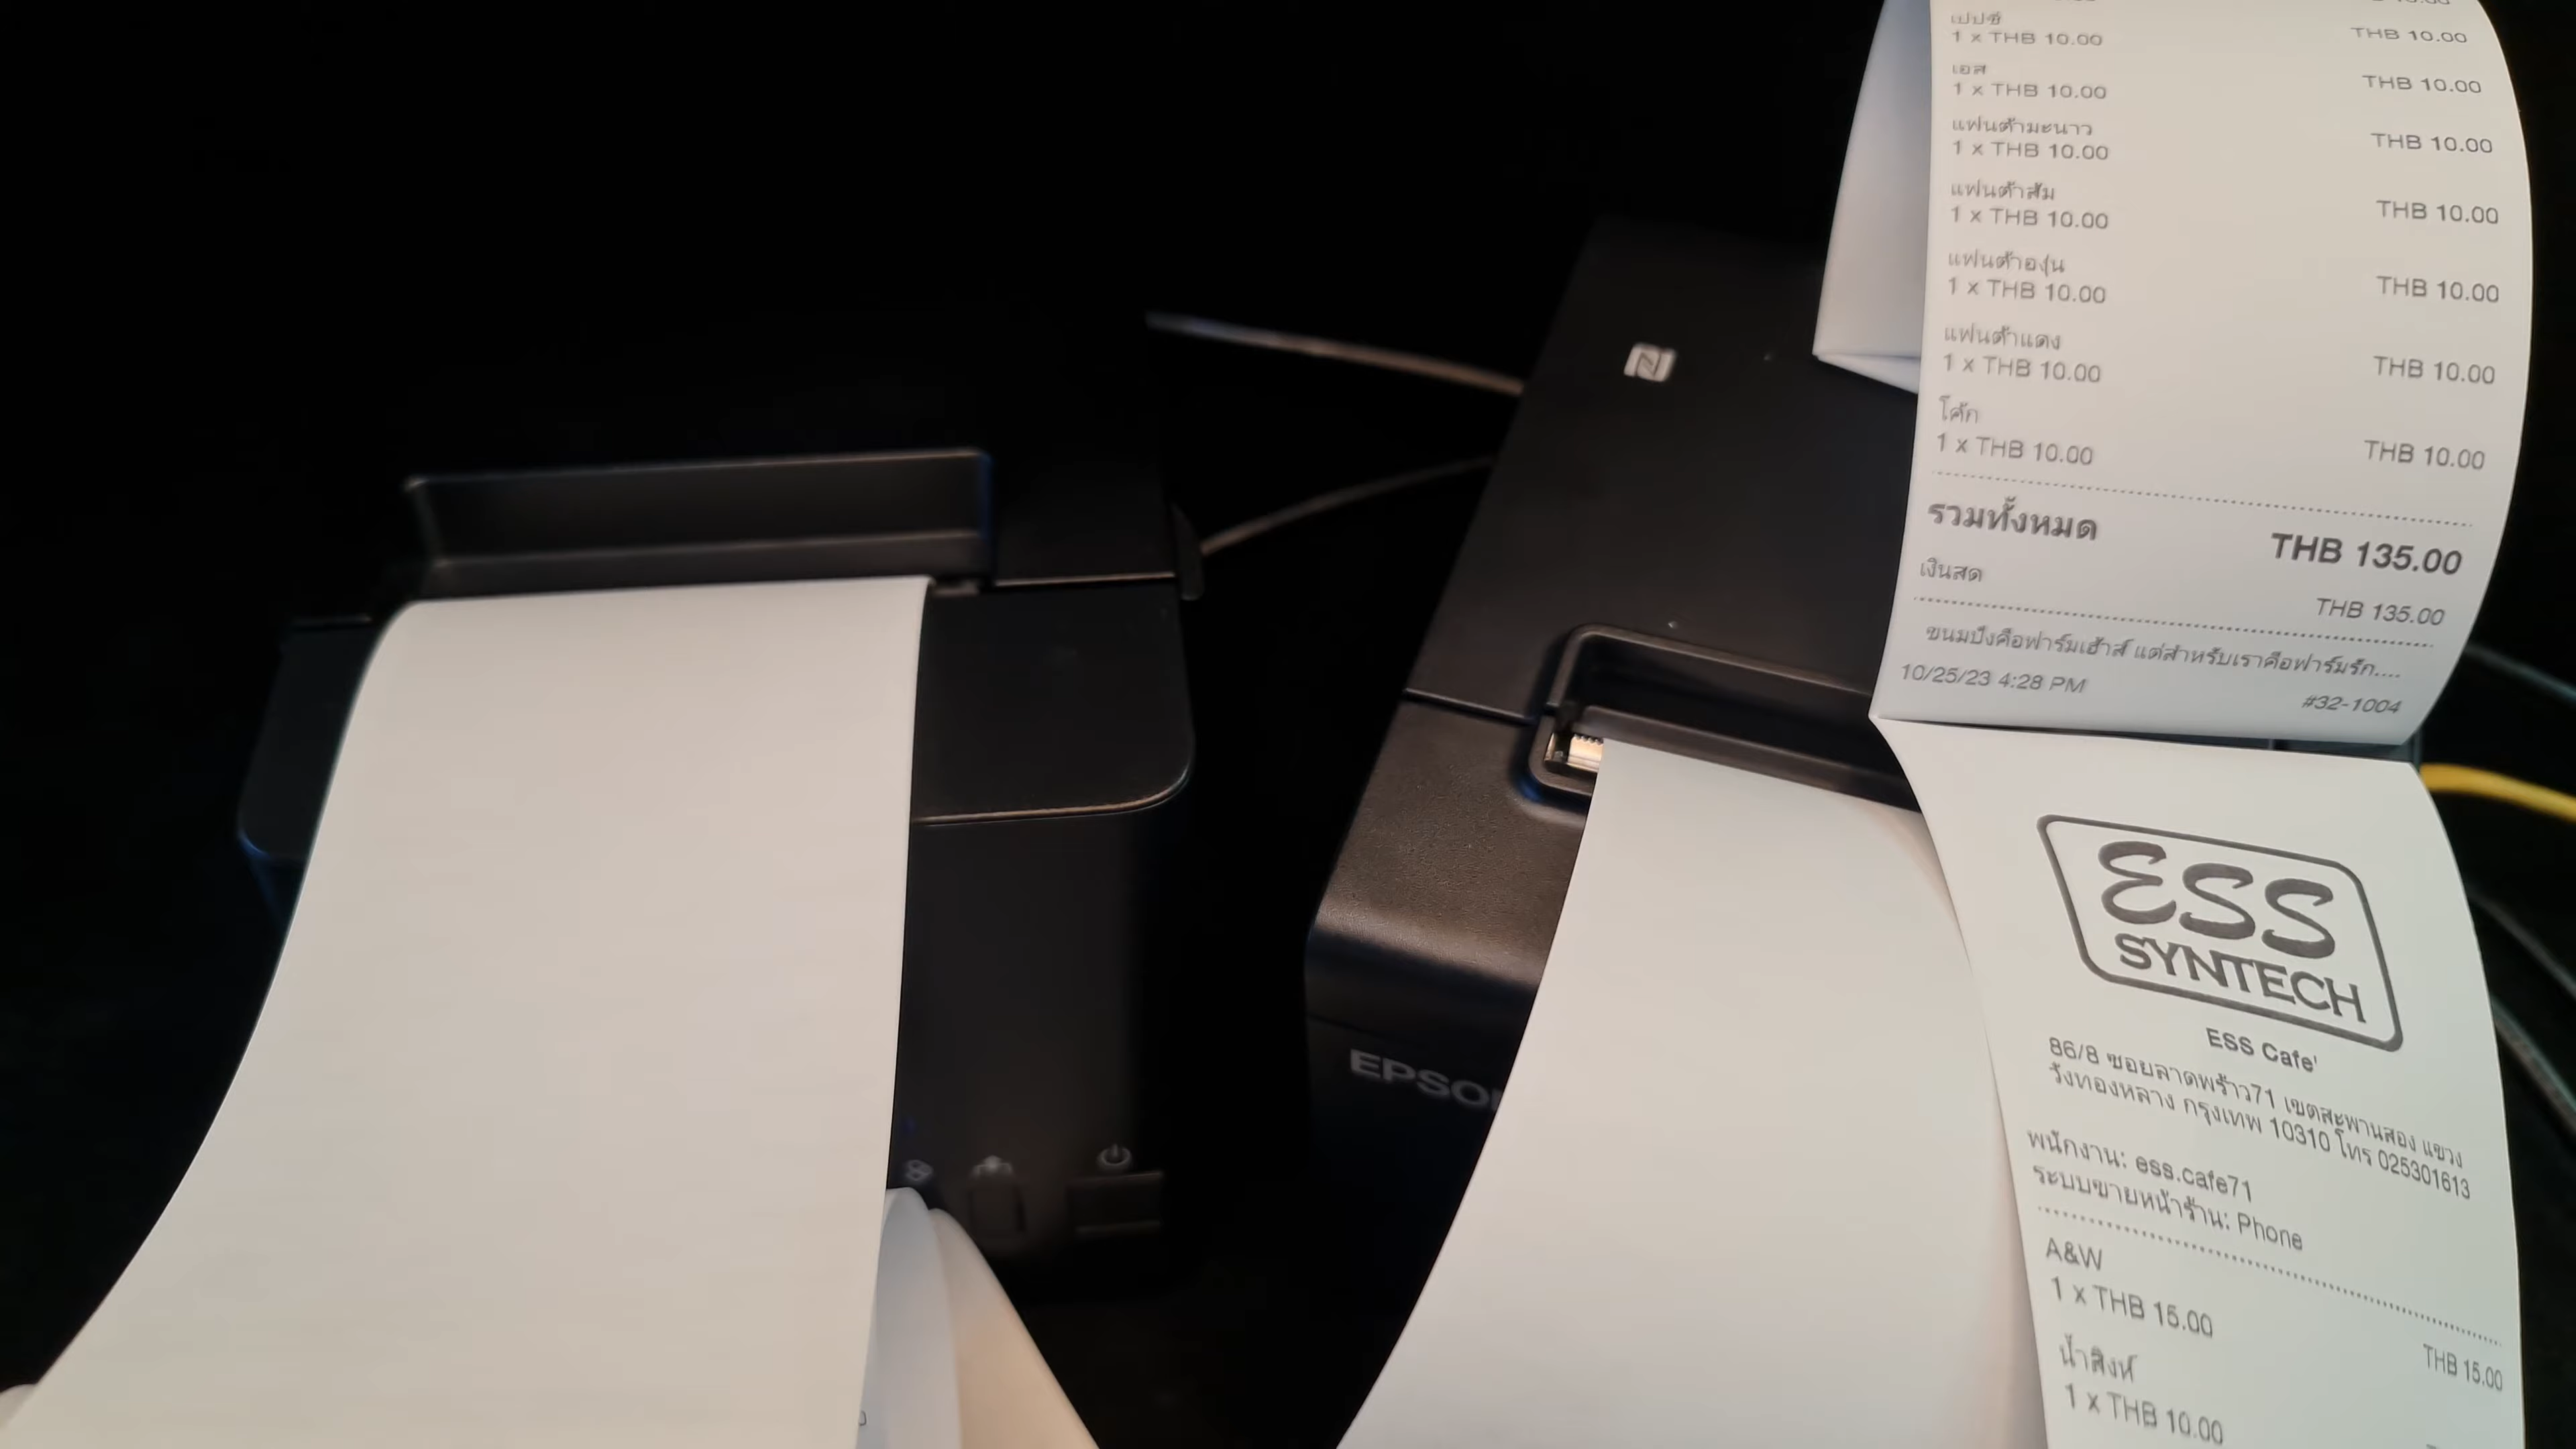 เปปซี่
1 x THB 10.00 THB 10.00
เอส
1 x THB 10.00 THB 10.00
แฟนต้ามะนาว
1 x THB 10.00 THB 10.00
แฟนต้าส้ม
1 x THB 10.00 THB 10.00
แฟนต้าองุ่น
1 x THB 10.00 THB 10.00
แฟนต้าแดง
1 x THB 10.00 THB 10.00
โค้ก
1 x THB 10.00 THB 10.00
รวมทั้งหมด THB 135.00
เงินสด THB 135.00
ขนมปังคือฟาร์มเฮ้าส์ แต่สำหรับเราคือฟาร์มรัก....
10/25/23 4:28 PM #32-1004
ESS
SYNTECH
ESS Cafe'
86/8 ซอยลาดพร้าว71 เขตสะพานสอง แขวง
วังทองหลาง กรุงเทพ 10310 โทร 025301613
พนักงาน: ess.cafe71
ระบบขายหน้าร้าน: Phone
A&W
1 x THB 15.00 THB 15.00
น้ำสิงห์
1 x THB 10.00
EPSO